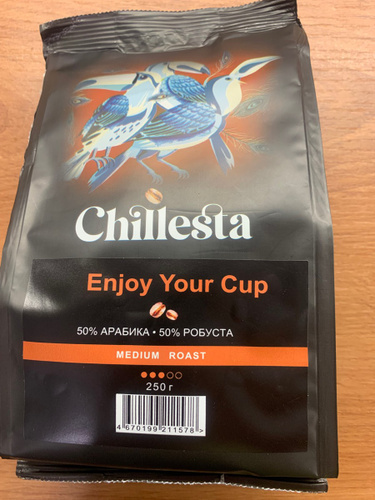 Chillesta
Enjoy Your Cup
50% АРАБИКА • 50% РОБУСТА
MEDIUM ROAST
250 г
4 670199 211578 >